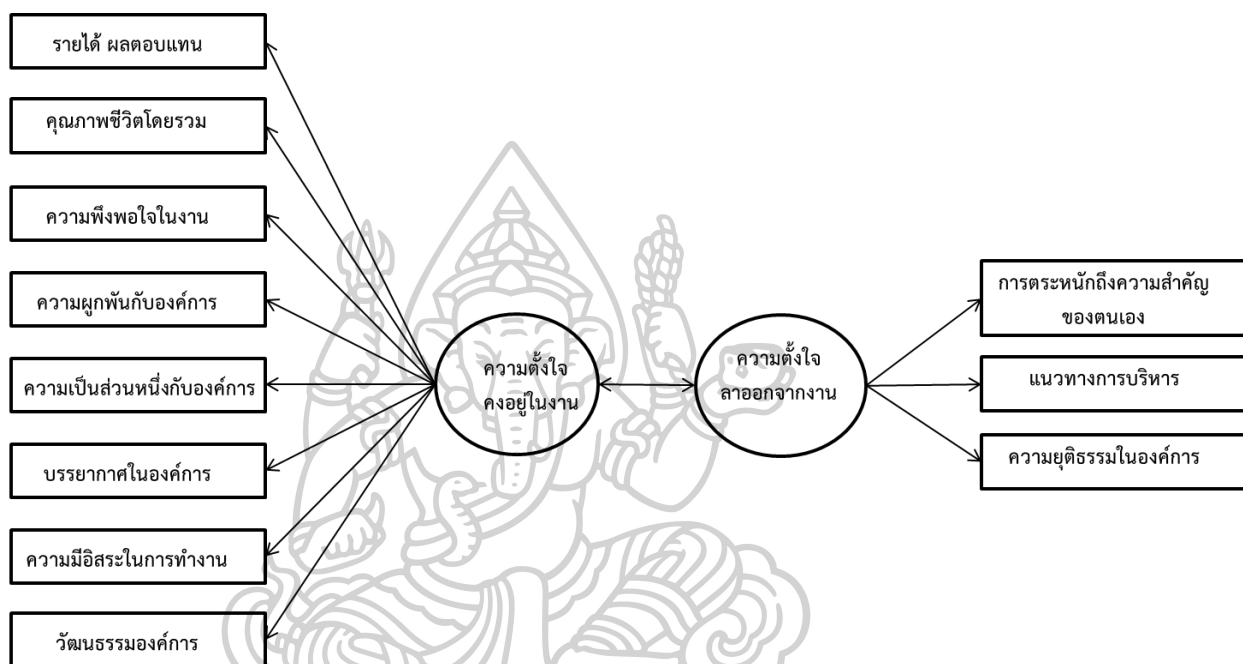 รายได้ ผลตอบแทน
คุณภาพชีวิตโดยรวม
ความพึงพอใจในงาน
ความผูกพันกับองค์การ
ความเป็นส่วนหนึ่งกับองค์การ
บรรยากาศในองค์การ
ความมีอิสระในการทำงาน
วัฒนธรรมองค์การ
ความตั้งใจ
คงอยู่ในงาน
ความตั้งใจ
ลาออกจากงาน
การตระหนักถึงความสำคัญ
ของตนเอง
แนวทางการบริหาร
ความยุติธรรมในองค์การ